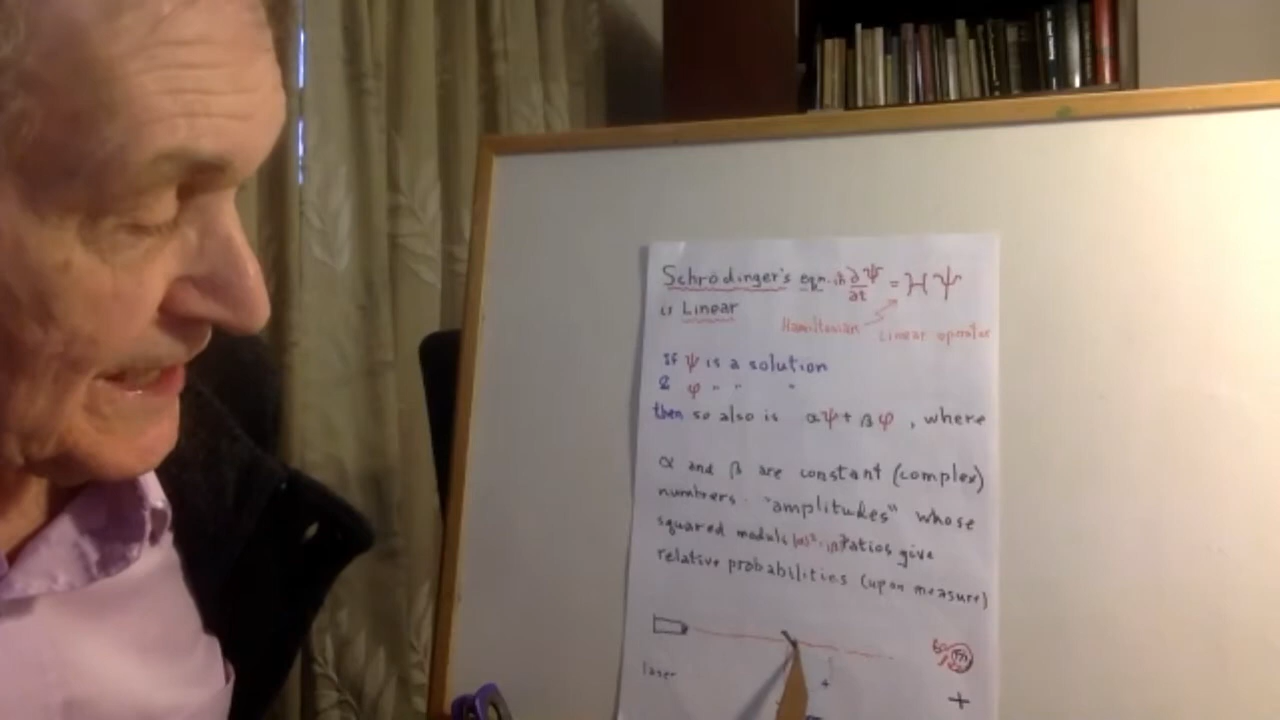 Schrödinger's eqn. iħ ∂ψ/∂t = Hψ
is Linear
Hamiltonian Linear operator
If ψ is a solution
& φ " " "
then so also is αψ + βφ, where
α and β are constant (complex)
numbers. "amplitudes" whose
squared moduli ratios give
relative probabilities (upon measure)
laser